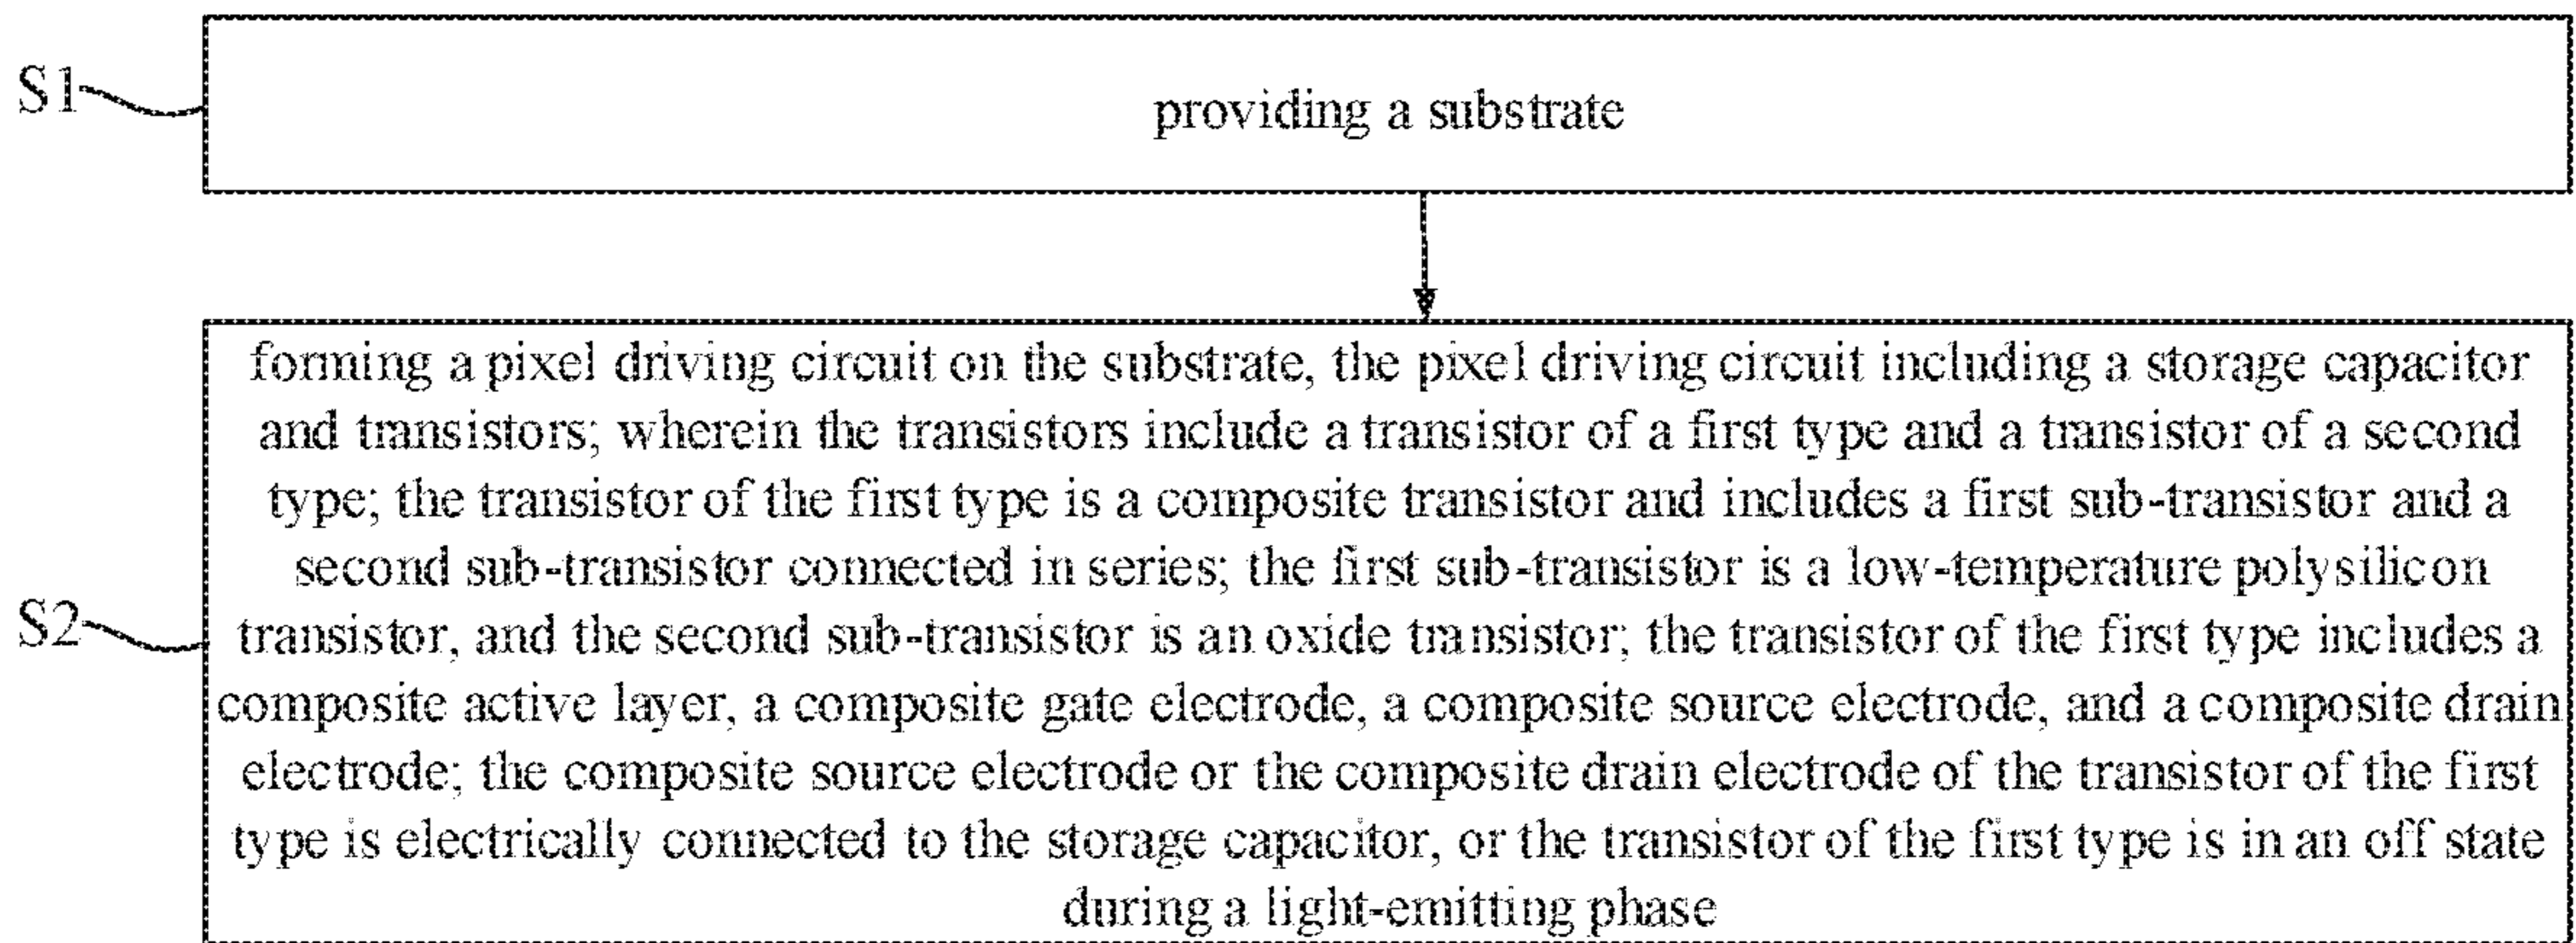 S1
providing a substrate
S2
forming a pixel driving circuit on the substrate, the pixel driving circuit including a storage capacitor
and transistors; wherein the transistors include a transistor of a first type and a transistor of a second
type; the transistor of the first type is a composite transistor and includes a first sub-transistor and a
second sub-transistor connected in series; the first sub-transistor is a low-temperature polysilicon
transistor, and the second sub-transistor is an oxide transistor; the transistor of the first type includes a
composite active layer, a composite gate electrode, a composite source electrode, and a composite drain
electrode; the composite source electrode or the composite drain electrode of the transistor of the first
type is electrically connected to the storage capacitor, or the transistor of the first type is in an off state
during a light-emitting phase